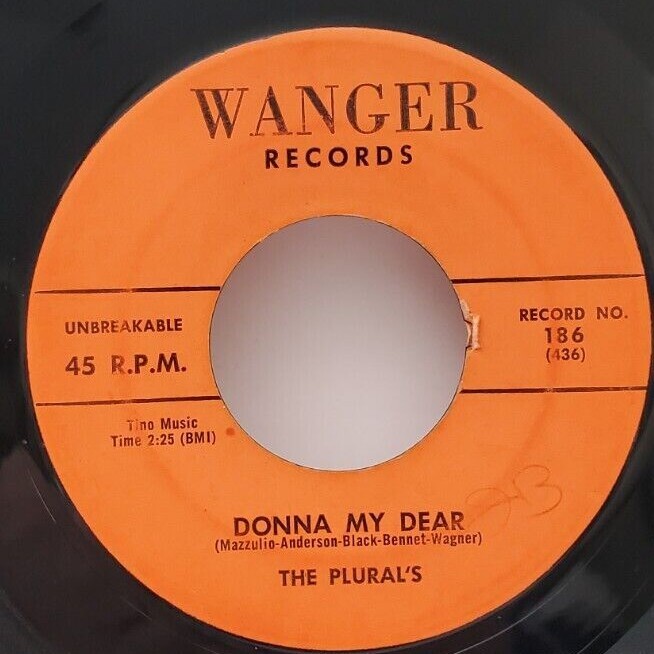 WANGER
RECORDS
UNBREAKABLE
45 R.P.M.
RECORD NO.
186
(436)
Tino Music
Time 2:25 (BMI)
23
DONNA MY DEAR
(Mazzulio-Anderson-Black-Bennet-Wagner)
THE PLURAL'S